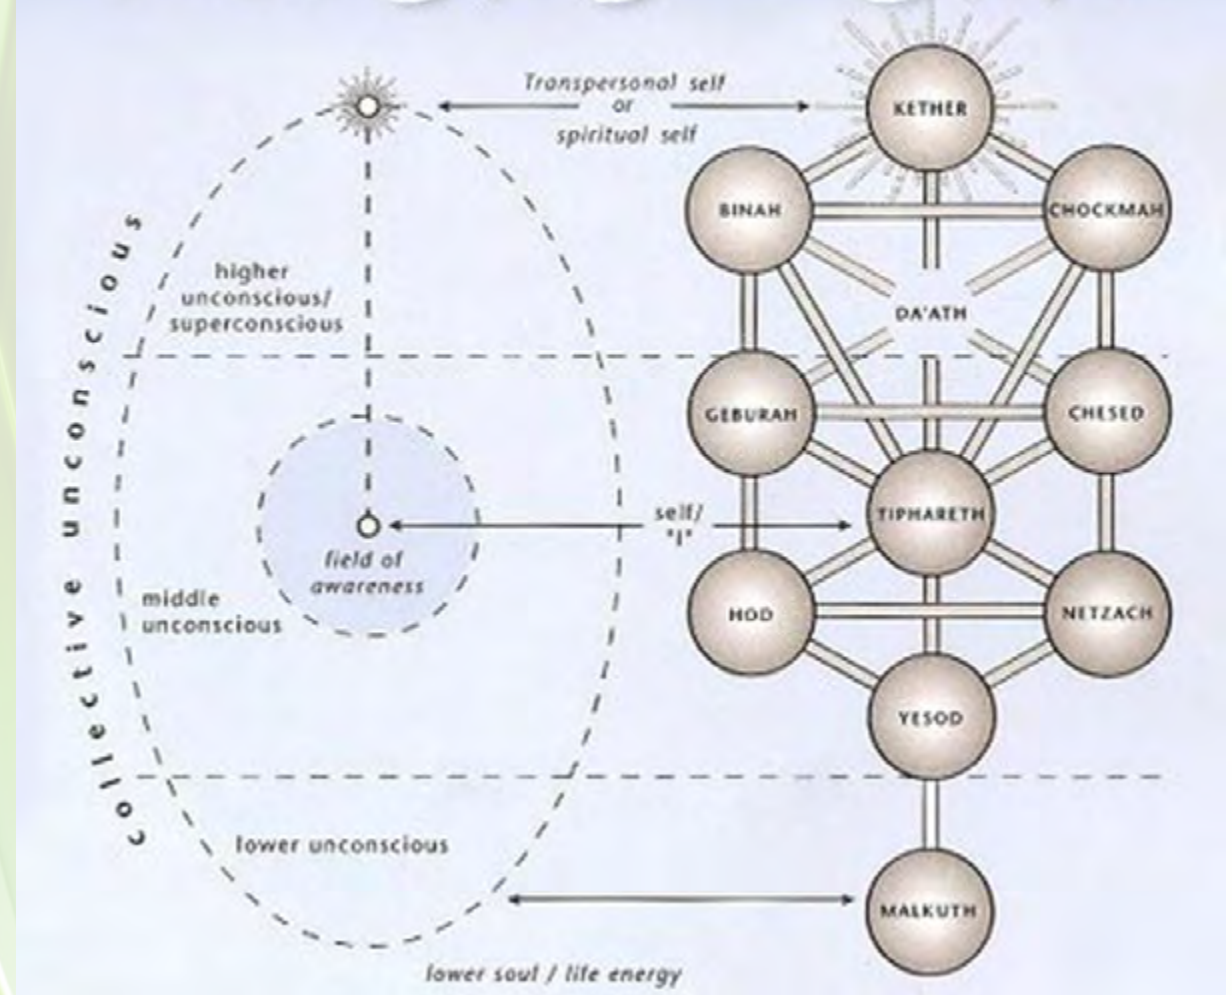 Transpersonal self
or
spiritual self
KETHER
BINAH
CHOCKMAH
higher
unconscious/
superconscious
DA'ATH
collective unconscious
GEBURAH
CHESED
self/
"I"
TIPHARETH
field of
awareness
middle
unconscious
HOD
NETZACH
YESOD
lower unconscious
MALKUTH
lower soul / life energy